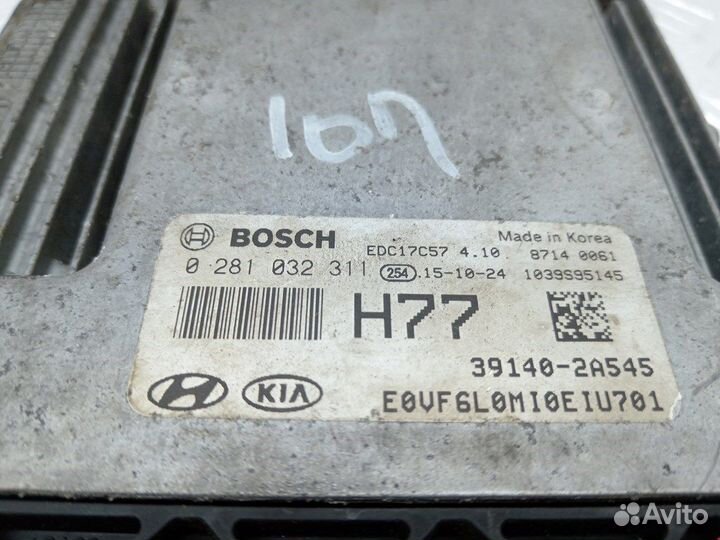 BOSCH EDC17C57 4.10 Made in Korea 8714 0061
0 281 032 311 254 .15-10-24 1039S95145
H77
39140-2A545
KIA E0VF6L0MI0EIU701
Avito